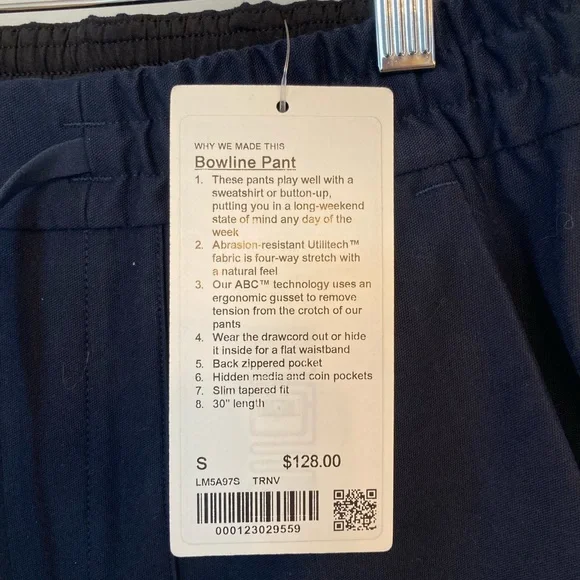 WHY WE MADE THIS
Bowline Pant
1. These pants play well with a
sweatshirt or button-up,
putting you in a long-weekend
state of mind any day of the
week
2. Abrasion-resistant Utilitech™
fabric is four-way stretch with
a natural feel
3. Our ABC™ technology uses an
ergonomic gusset to remove
tension from the crotch of our
pants
4. Wear the drawcord out or hide
it inside for a flat waistband
5. Back zippered pocket
6. Hidden media and coin pockets
7. Slim tapered fit
8. 30" length
S $128.00
LM5A97S TRNV
000123029559